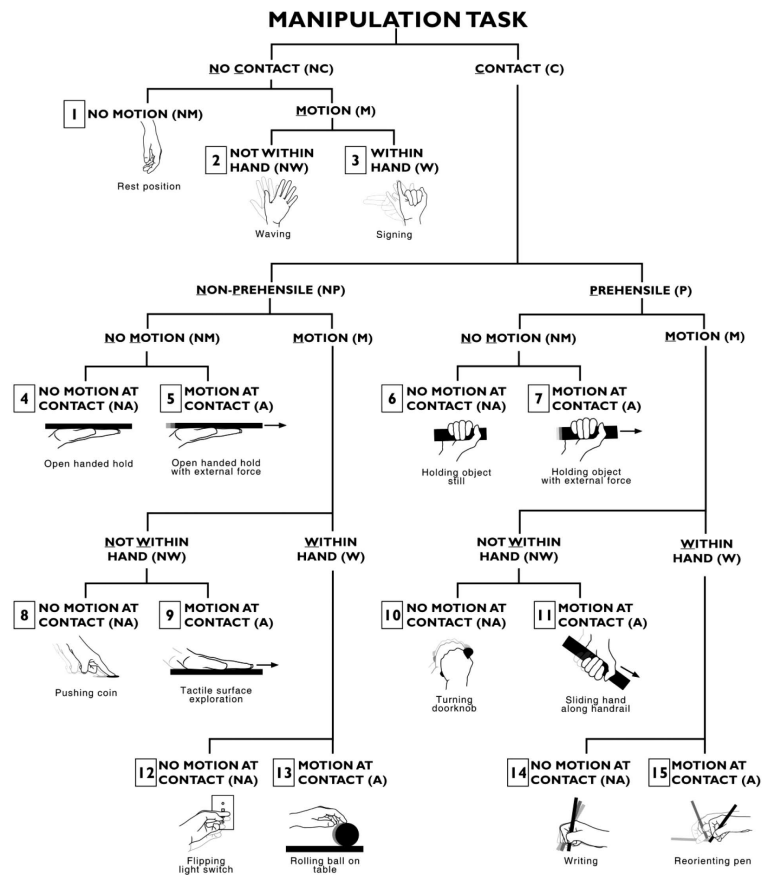 MANIPULATION TASK
NO CONTACT (NC)
CONTACT (C)
1 NO MOTION (NM)
MOTION (M)
Rest position
2 NOT WITHIN
HAND (NW)
3 WITHIN
HAND (W)
Waving
Signing
NON-PREHENSILE (NP)
PREHENSILE (P)
NO MOTION (NM)
MOTION (M)
NO MOTION (NM)
MOTION (M)
4 NO MOTION AT
CONTACT (NA)
5 MOTION AT
CONTACT (A)
6 NO MOTION AT
CONTACT (NA)
7 MOTION AT
CONTACT (A)
Open handed hold
Open handed hold
with external force
Holding object
still
Holding object
with external force
NOT WITHIN
HAND (NW)
WITHIN
HAND (W)
NOT WITHIN
HAND (NW)
WITHIN
HAND (W)
8 NO MOTION AT
CONTACT (NA)
9 MOTION AT
CONTACT (A)
10 NO MOTION AT
CONTACT (NA)
11 MOTION AT
CONTACT (A)
Pushing coin
Tactile surface
exploration
Turning
doorknob
Sliding hand
along handrail
12 NO MOTION AT
CONTACT (NA)
13 MOTION AT
CONTACT (A)
14 NO MOTION AT
CONTACT (NA)
15 MOTION AT
CONTACT (A)
Flipping
light switch
Rolling ball on
table
Writing
Reorienting pen